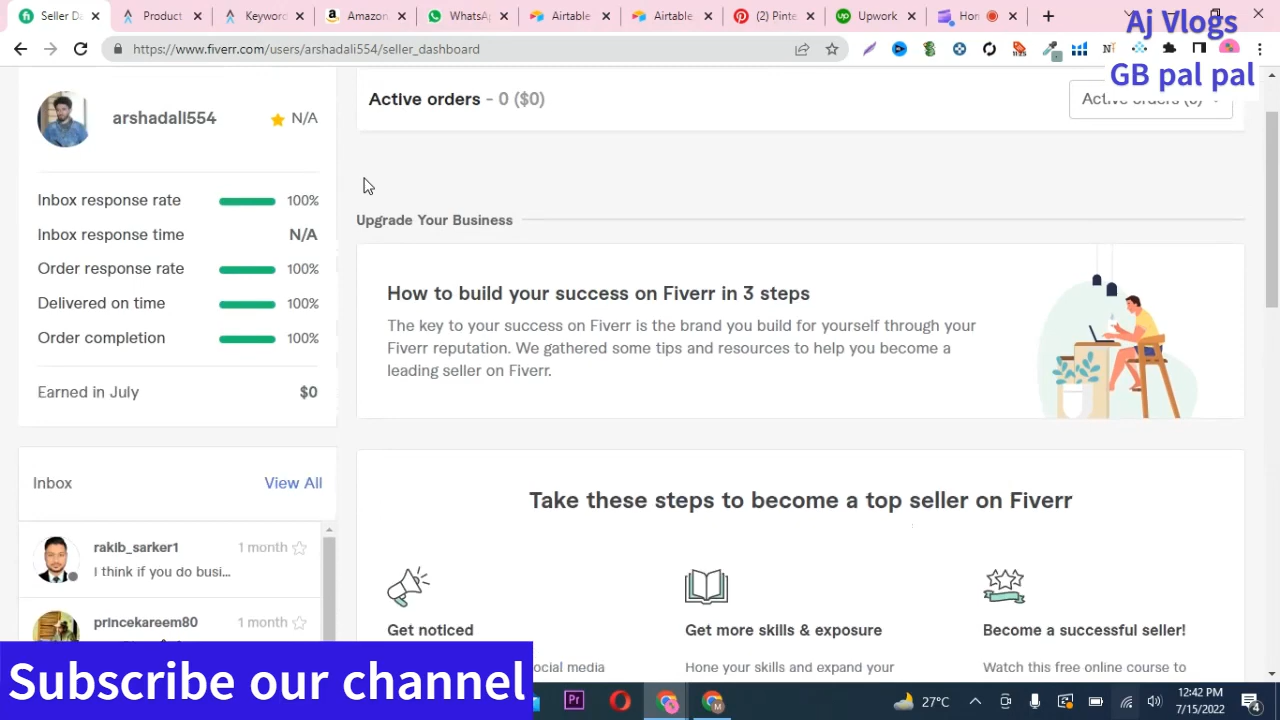 Seller Da
Product
Keyword
Amazon
WhatsA
Airtable
Airtable
(2) Pinte
Upwork
Hon
Aj Vlogs
https://www.fiverr.com/users/arshadali554/seller_dashboard
GB pal pal
arshadali554
N/A
Inbox response rate 100%
Inbox response time N/A
Order response rate 100%
Delivered on time 100%
Order completion 100%
Earned in July $0
Inbox View All
rakib_sarker1 1 month
I think if you do busi...
princekareem80 1 month
Active orders - 0 ($0)
Active orders (0)
Upgrade Your Business
How to build your success on Fiverr in 3 steps
The key to your success on Fiverr is the brand you build for yourself through your
Fiverr reputation. We gathered some tips and resources to help you become a
leading seller on Fiverr.
Take these steps to become a top seller on Fiverr
Get noticed
ocial media
Get more skills & exposure
Hone your skills and expand your
Become a successful seller!
Watch this free online course to
Subscribe our channel
Pr
27°C
12:42 PM
7/15/2022
4